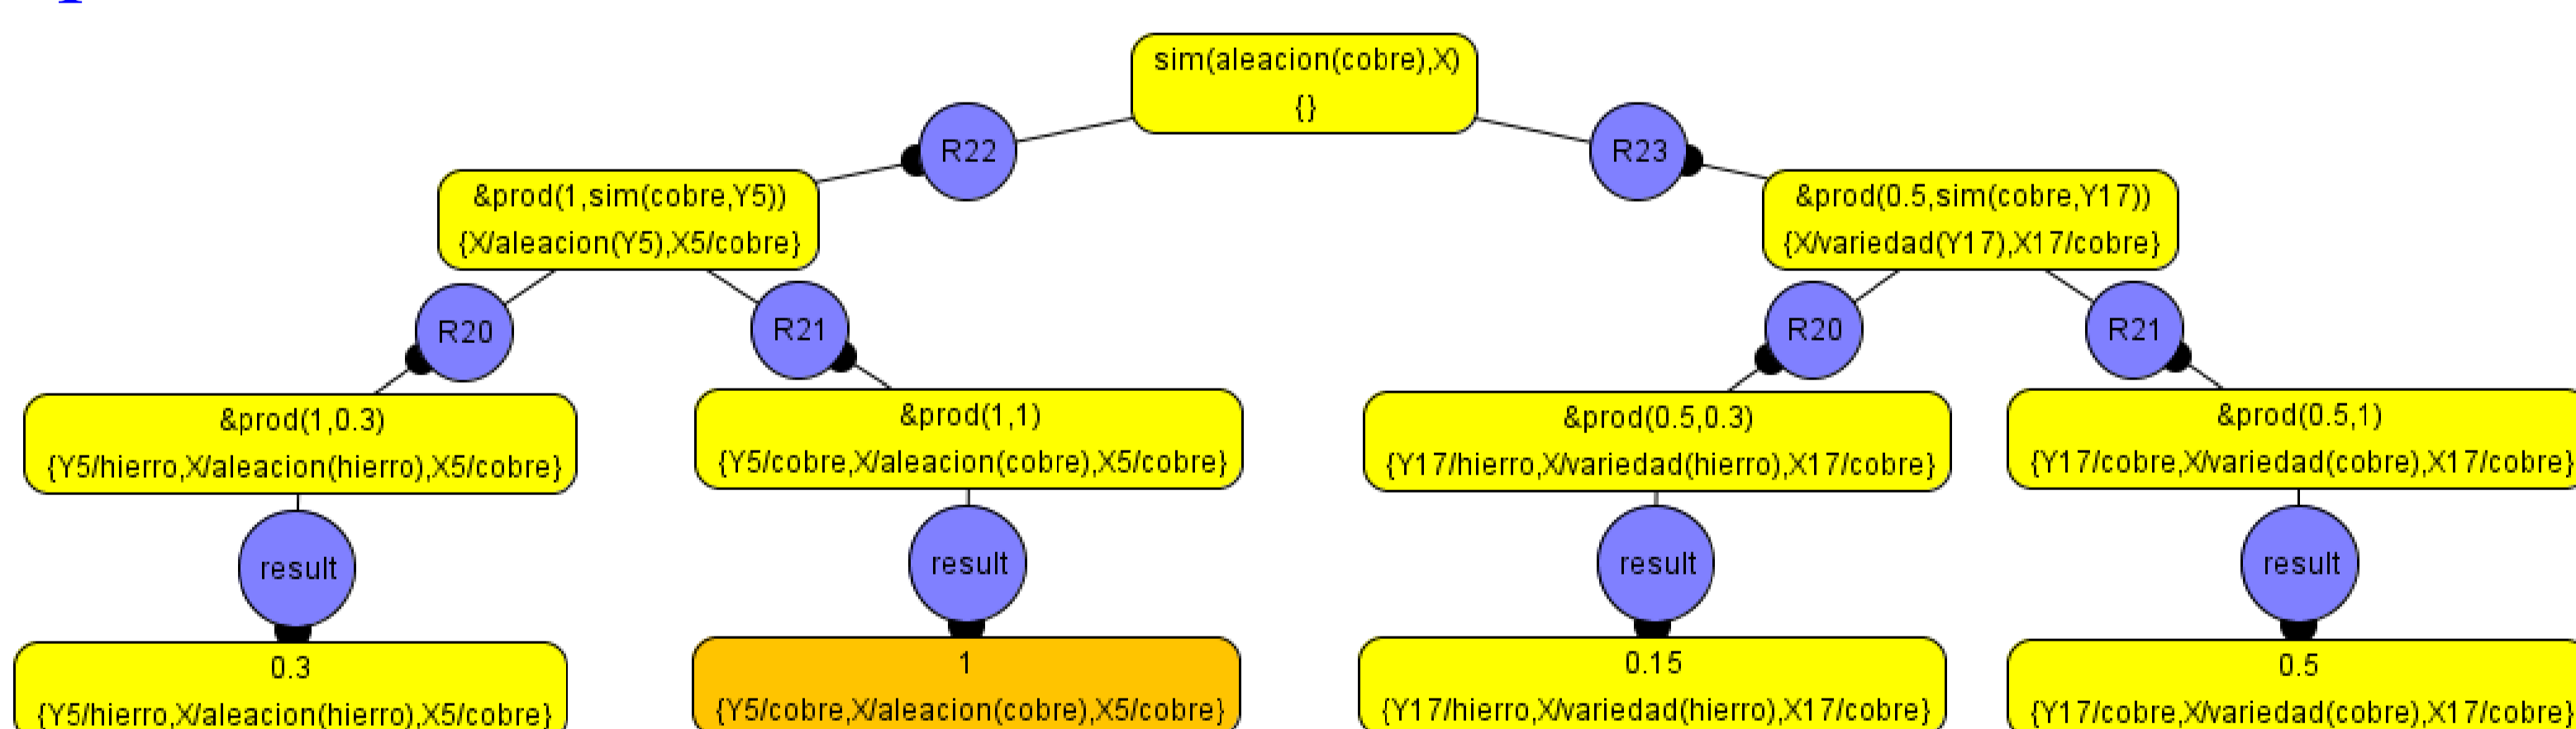 sim(aleacion(cobre),X)
{}
R22
R23
&prod(1,sim(cobre,Y5))
{X/aleacion(Y5),X5/cobre}
&prod(0.5,sim(cobre,Y17))
{X/variedad(Y17),X17/cobre}
R20
R21
R20
R21
&prod(1,0.3)
{Y5/hierro,X/aleacion(hierro),X5/cobre}
&prod(1,1)
{Y5/cobre,X/aleacion(cobre),X5/cobre}
&prod(0.5,0.3)
{Y17/hierro,X/variedad(hierro),X17/cobre}
&prod(0.5,1)
{Y17/cobre,X/variedad(cobre),X17/cobre}
result
result
result
result
0.3
{Y5/hierro,X/aleacion(hierro),X5/cobre}
1
{Y5/cobre,X/aleacion(cobre),X5/cobre}
0.15
{Y17/hierro,X/variedad(hierro),X17/cobre}
0.5
{Y17/cobre,X/variedad(cobre),X17/cobre}